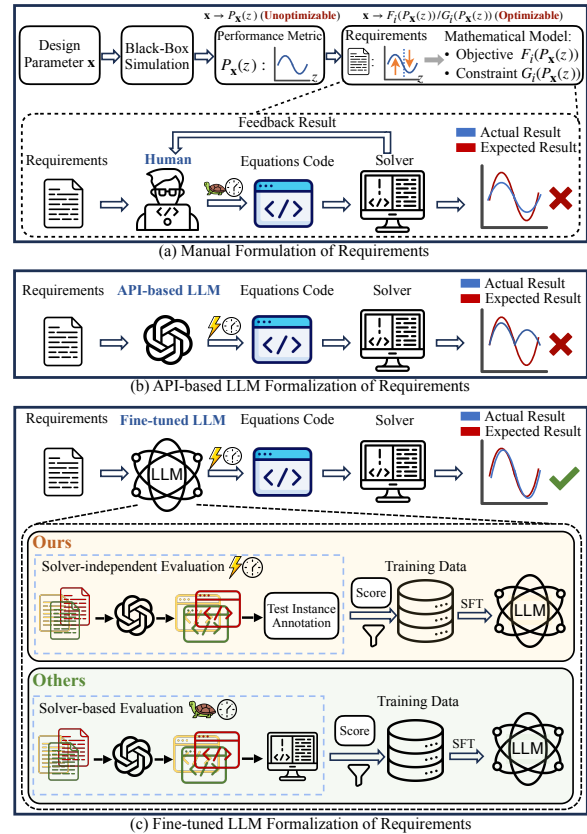 x → P_x(z) (Unoptimizable)
x → F_i(P_x(z))/G_i(P_x(z)) (Optimizable)
Design
Parameter x
Black-Box
Simulation
Performance Metric
P_x(z) :
z
Requirements
:
z
Mathematical Model:
• Objective F_i(P_x(z))
• Constraint G_i(P_x(z))
Feedback Result
Requirements
Human
Equations Code
Solver
Actual Result
Expected Result
(a) Manual Formulation of Requirements
Requirements
API-based LLM
Equations Code
Solver
Actual Result
Expected Result
(b) API-based LLM Formalization of Requirements
Requirements
Fine-tuned LLM
Equations Code
Solver
Actual Result
Expected Result
LLM
Ours
Solver-independent Evaluation
Test Instance
Annotation
Score
Training Data
SFT
LLM
Others
Solver-based Evaluation
Score
Training Data
SFT
LLM
(c) Fine-tuned LLM Formalization of Requirements